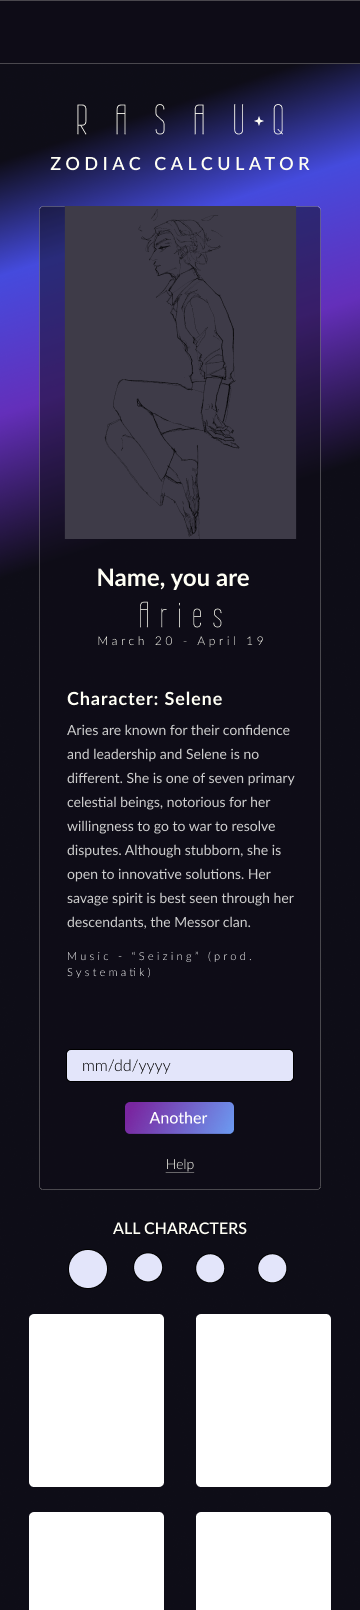 RASAU✦Q
ZODIAC CALCULATOR
Name, you are
Aries
March 20 - April 19
Character: Selene
Aries are known for their confidence
and leadership and Selene is no
different. She is one of seven primary
celestial beings, notorious for her
willingness to go to war to resolve
disputes. Although stubborn, she is
open to innovative solutions. Her
savage spirit is best seen through her
descendants, the Messor clan.
Music - "Seizing" (prod.
Systematik)
mm/dd/yyyy
Another
Help
ALL CHARACTERS